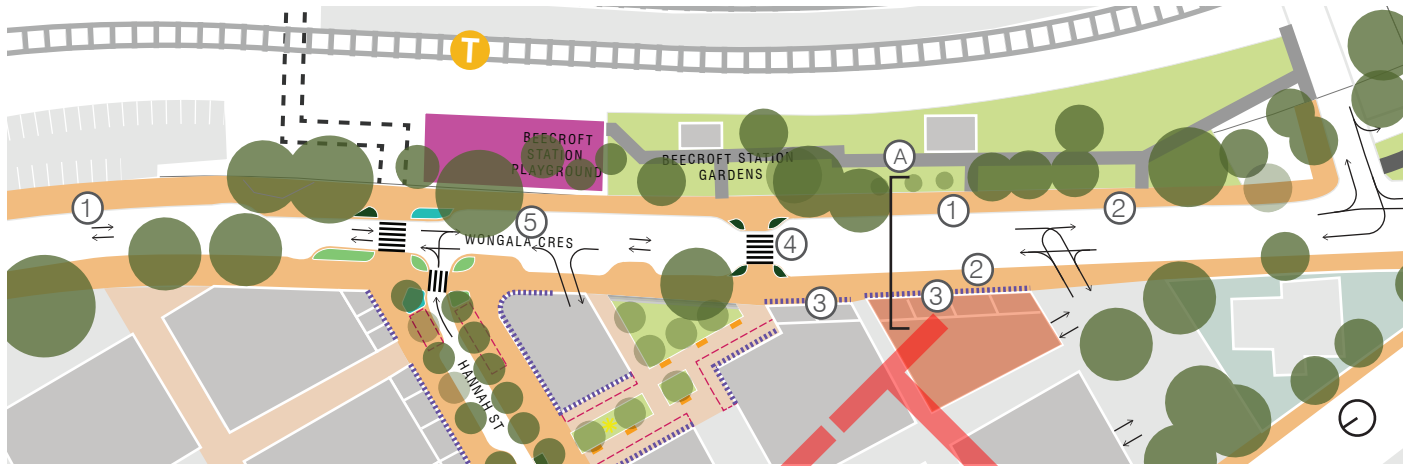 T
BEECROFT
STATION
PLAYGROUND
BEECROFT STATION
GARDENS
A
1
1
2
5
WONGALA CRES
4
2
3
3
HANNAH ST